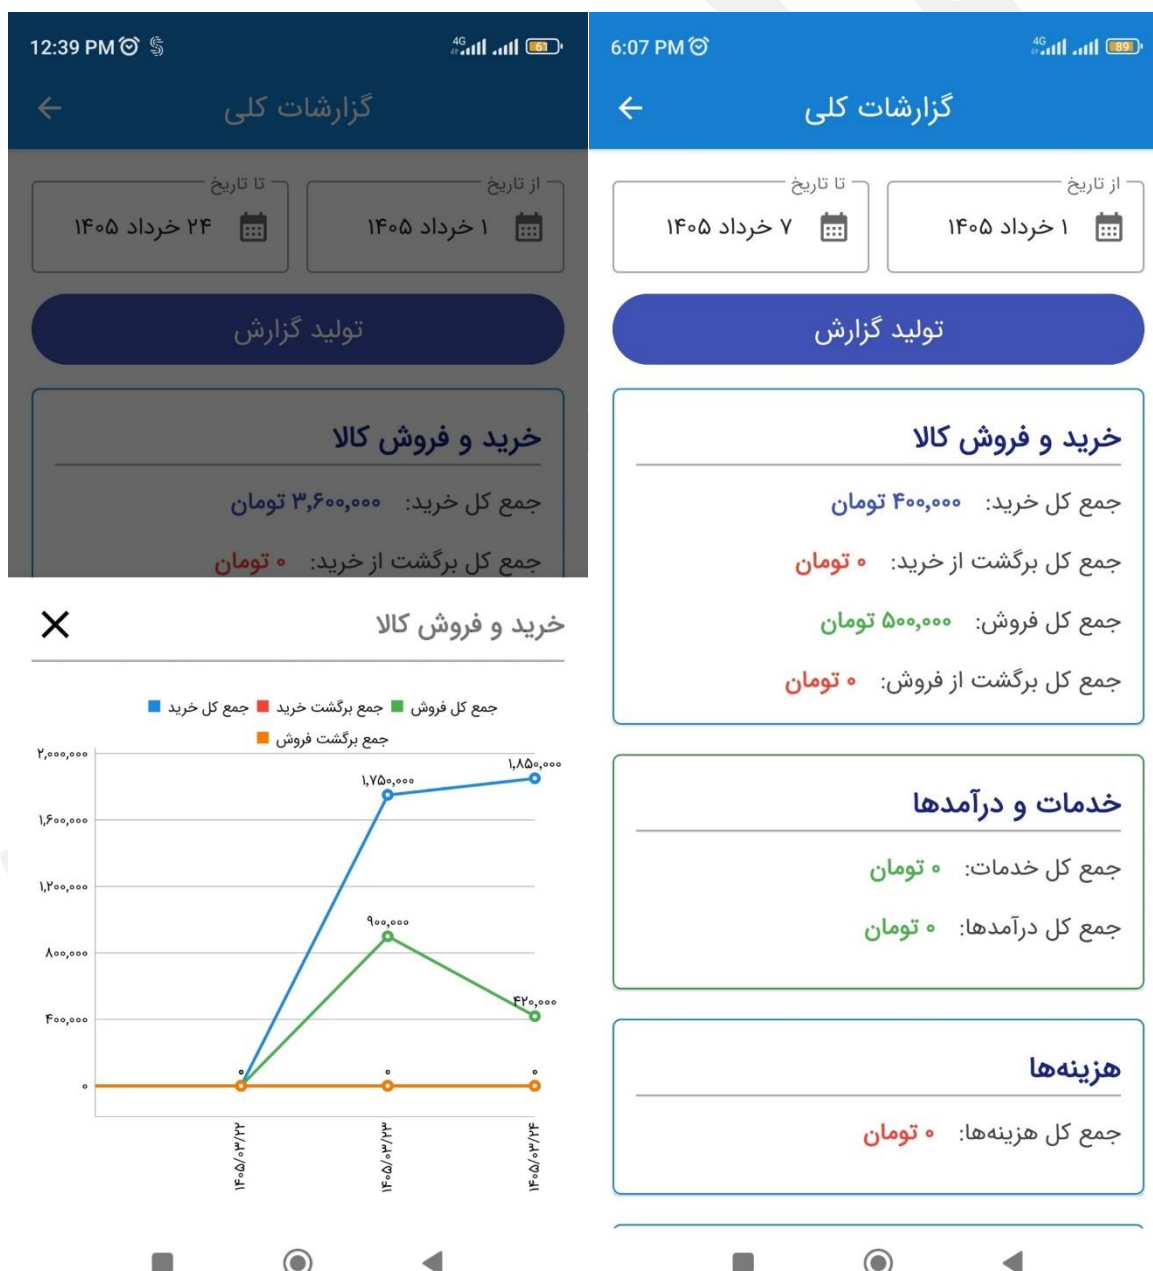 12:39 PM
4G
61
گزارشات کلی
از تاریخ
تا تاریخ
۱ خرداد ۱۴۰۵
۲۴ خرداد ۱۴۰۵
تولید گزارش
خرید و فروش کالا
جمع کل خرید: ۳,۶۰۰,۰۰۰ تومان
جمع کل برگشت از خرید: ۰ تومان
خرید و فروش کالا
جمع کل خرید
جمع برگشت خرید
جمع کل فروش
جمع برگشت فروش
۲,۰۰۰,۰۰۰
۱,۶۰۰,۰۰۰
۱,۲۰۰,۰۰۰
۸۰۰,۰۰۰
۴۰۰,۰۰۰
۰
۱,۷۵۰,۰۰۰
۱,۸۵۰,۰۰۰
۹۰۰,۰۰۰
۴۲۰,۰۰۰
۰
۰
۰
۱۴۰۵/۰۳/۲۲
۱۴۰۵/۰۳/۲۳
۱۴۰۵/۰۳/۲۴
6:07 PM
4G
89
گزارشات کلی
از تاریخ
تا تاریخ
۱ خرداد ۱۴۰۵
۷ خرداد ۱۴۰۵
تولید گزارش
خرید و فروش کالا
جمع کل خرید: ۴۰۰,۰۰۰ تومان
جمع کل برگشت از خرید: ۰ تومان
جمع کل فروش: ۵۰۰,۰۰۰ تومان
جمع کل برگشت از فروش: ۰ تومان
خدمات و درآمدها
جمع کل خدمات: ۰ تومان
جمع کل درآمدها: ۰ تومان
هزینه‌ها
جمع کل هزینه‌ها: ۰ تومان